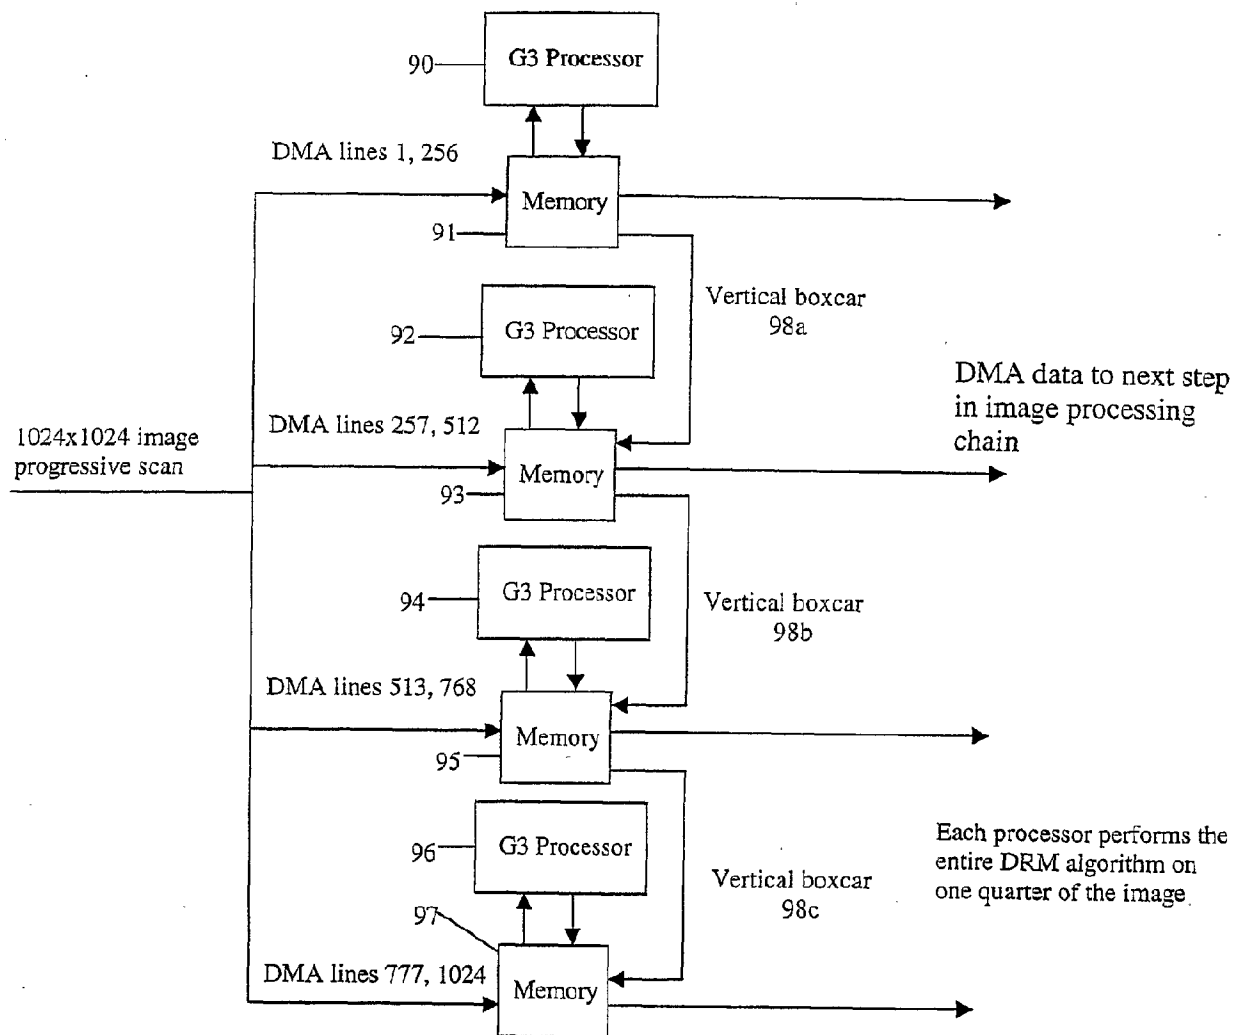 G3 Processor
90
DMA lines 1, 256
Memory
91
G3 Processor
92
Vertical boxcar
98a
DMA data to next step
in image processing
chain
DMA lines 257, 512
1024x1024 image
progressive scan
Memory
93
G3 Processor
94
Vertical boxcar
98b
DMA lines 513, 768
Memory
95
G3 Processor
96
Each processor performs the
entire DRM algorithm on
one quarter of the image.
Vertical boxcar
98c
97
DMA lines 777, 1024
Memory